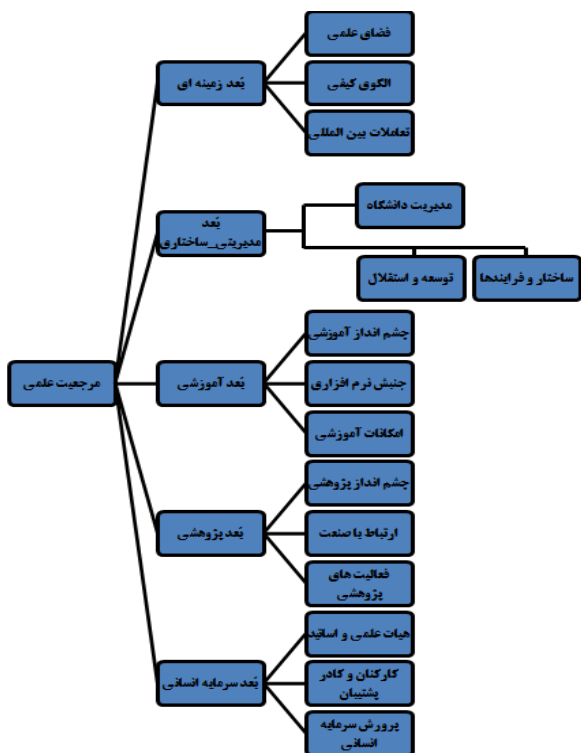 مرجعیت علمی
بُعد زمینه ای
فضای علمی
الگوی کیفی
تعاملات بین المللی
بُعد
مدیریتی_ساختاری
مدیریت دانشگاه
ساختار و فرایندها
توسعه و استقلال
بُعد آموزشی
چشم انداز آموزشی
جنبش نرم افزاری
امکانات آموزشی
بُعد پژوهشی
چشم انداز پژوهشی
ارتباط با صنعت
فعالیت های
پژوهشی
بُعد سرمایه انسانی
هیات علمی و اساتید
کارکنان و کادر
پشتیبان
پرورش سرمایه
انسانی